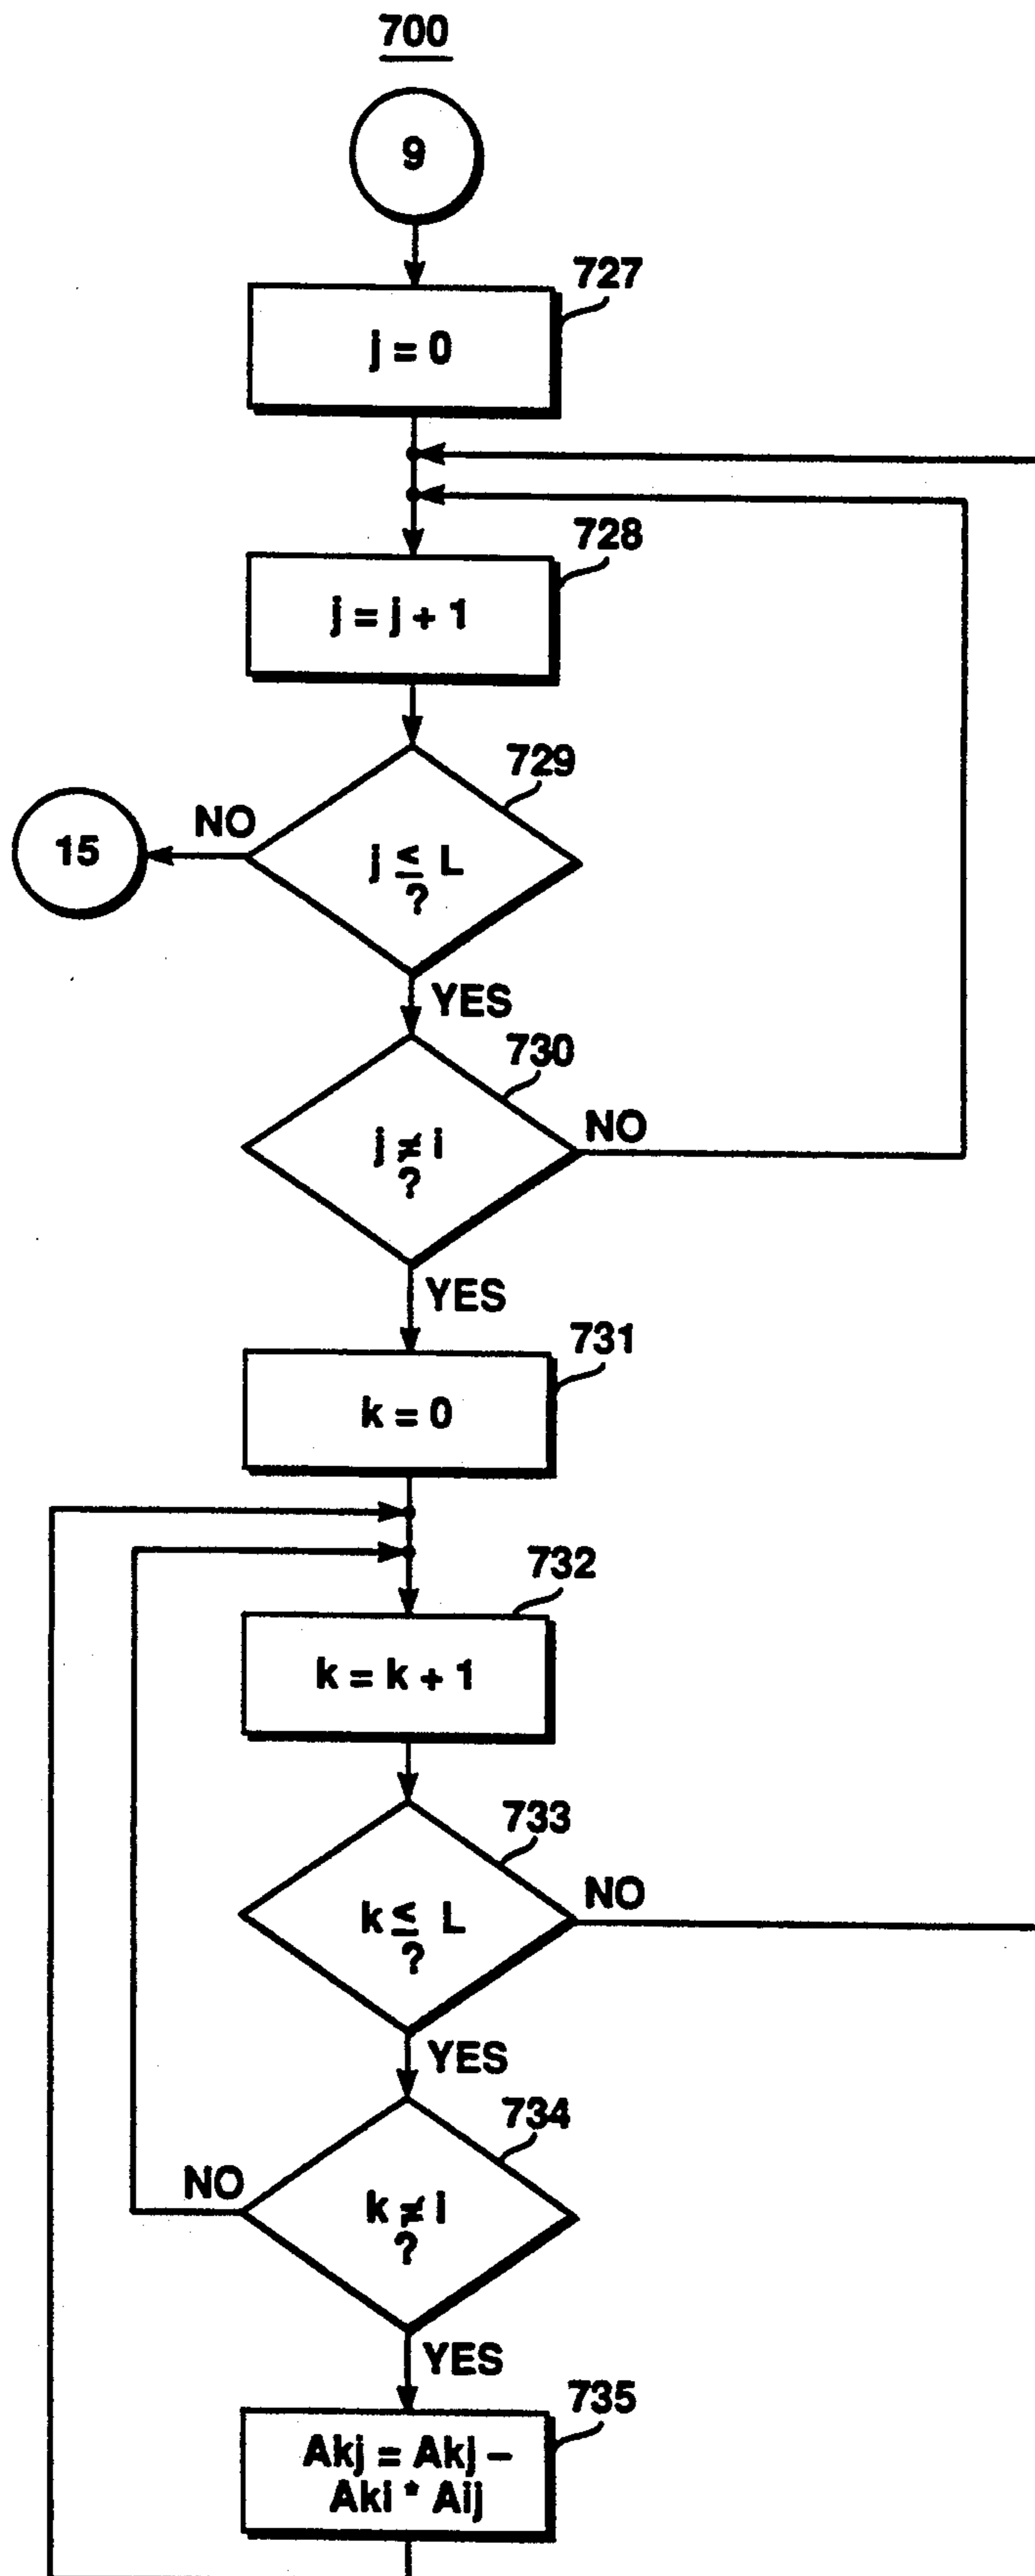 700
9
727
j = 0
728
j = j + 1
729
NO
15
j ≤ L
?
YES
730
j ≠ i
?
NO
YES
731
k = 0
732
k = k + 1
733
k ≤ L
?
NO
YES
734
NO
k ≠ i
?
YES
735
Akj = Akj –
Aki * Aij